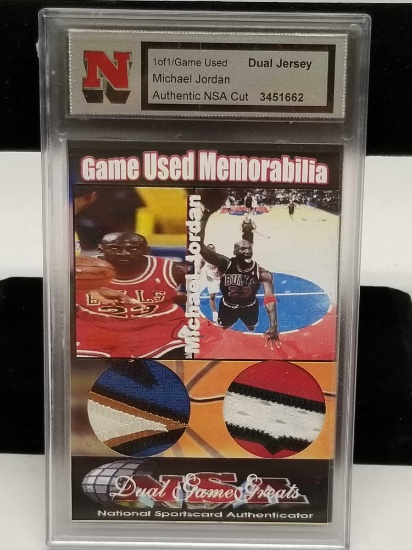 N
1of1/Game Used Dual Jersey
Michael Jordan
Authentic NSA Cut 3451662
Game Used Memorabilia
Michael Jordan
BULLS
23
BULLS
23
NSA
Dual Game Greats
National Sportscard Authenticator